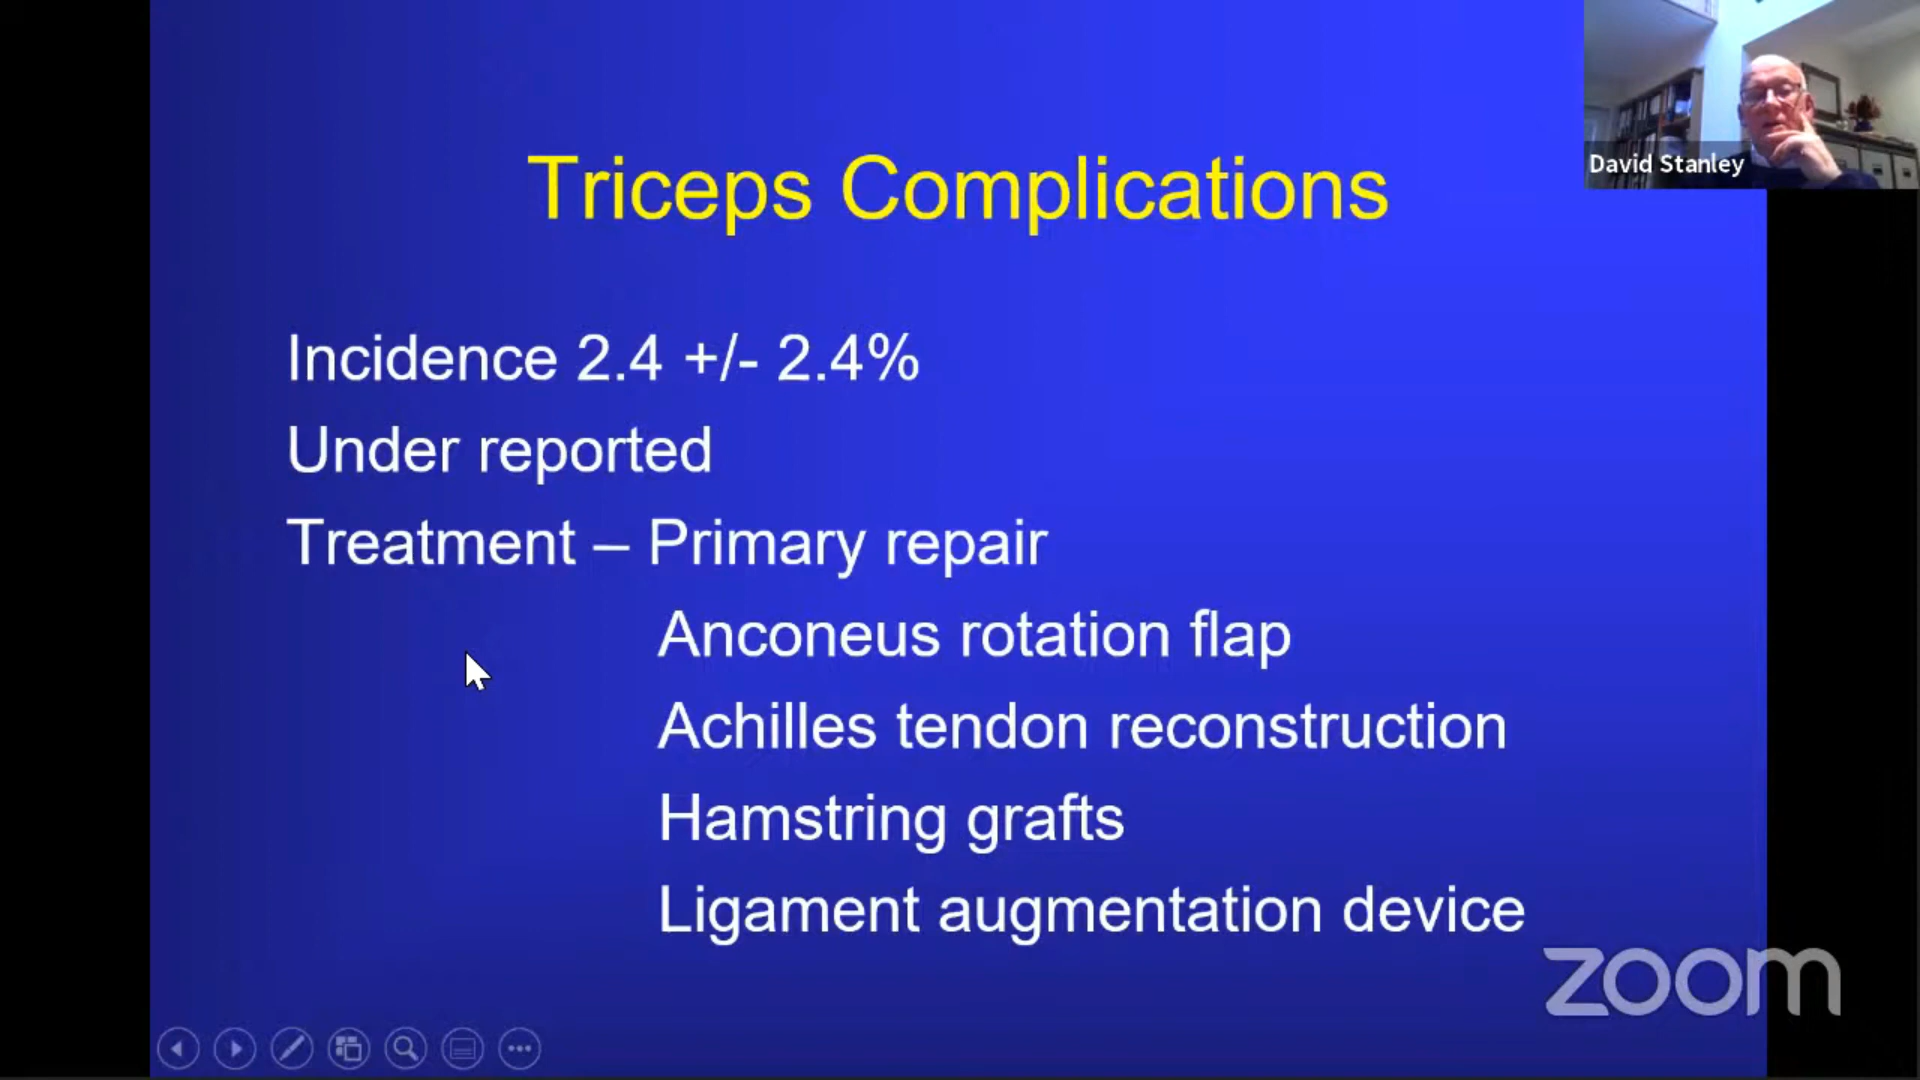 Triceps Complications
David Stanley
Incidence 2.4 +/- 2.4%
Under reported
Treatment – Primary repair
Anconeus rotation flap
Achilles tendon reconstruction
Hamstring grafts
Ligament augmentation device
zoom